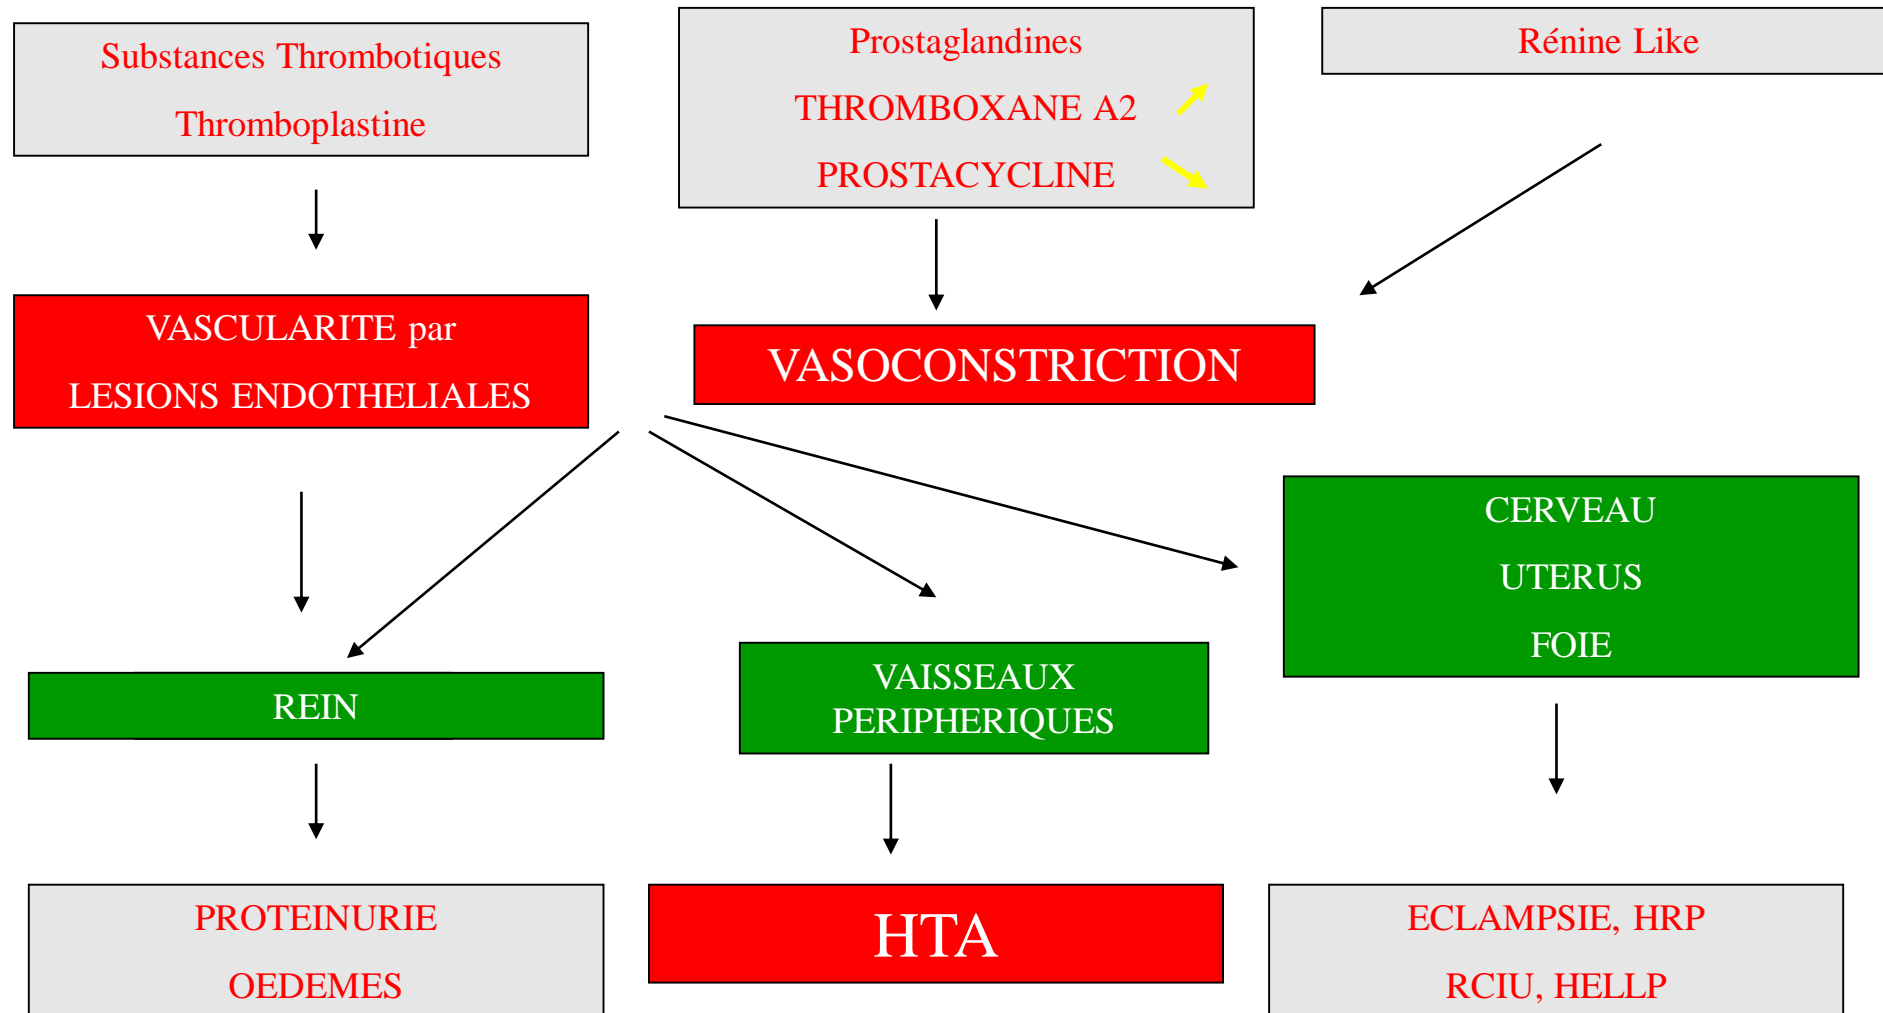 Substances Thrombotiques
Thromboplastine
Prostaglandines
THROMBOXANE A2
PROSTACYCLINE
Rénine Like
VASCULARITE par
LESIONS ENDOTHELIALES
VASOCONSTRICTION
CERVEAU
UTERUS
FOIE
REIN
VAISSEAUX
PERIPHERIQUES
PROTEINURIE
OEDEMES
HTA
ECLAMPSIE, HRP
RCIU, HELLP